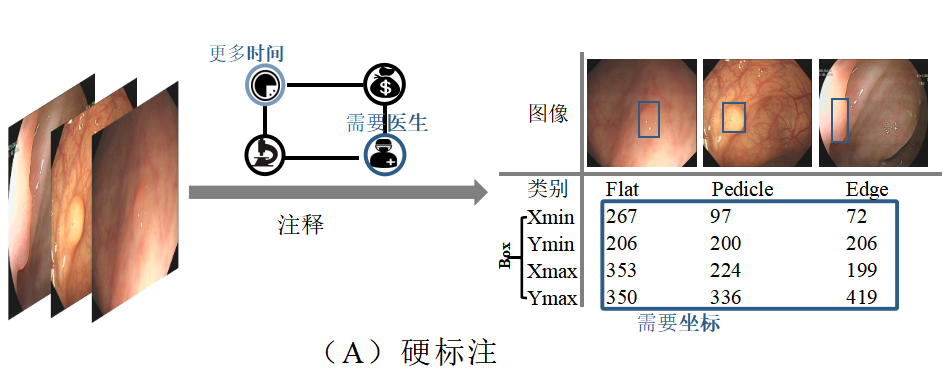 更多时间
需要医生
注释
图像
类别 Flat Pedicle Edge
Box
Xmin 267 97 72
Ymin 206 200 206
Xmax 353 224 199
Ymax 350 336 419
需要坐标
（A）硬标注